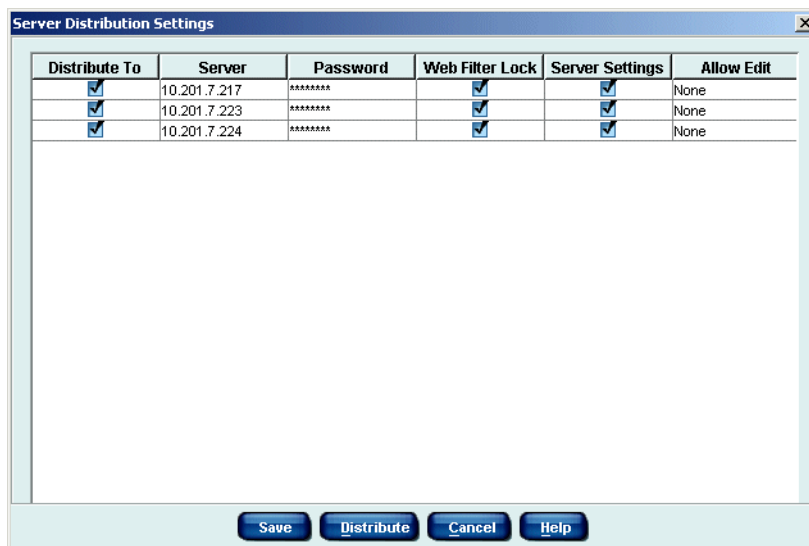 Server Distribution Settings
Distribute To Server Password Web Filter Lock Server Settings Allow Edit
10.201.7.217 ******** None
10.201.7.223 ******** None
10.201.7.224 ******** None
Save Distribute Cancel Help